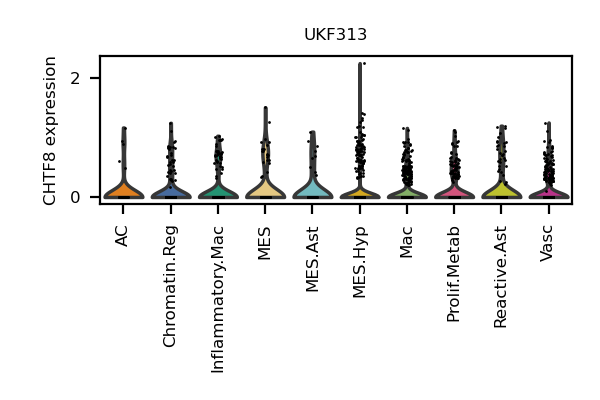 UKF313
CHTF8 expression
2
0
AC
Chromatin.Reg
Inflammatory.Mac
MES
MES.Ast
MES.Hyp
Mac
Prolif.Metab
Reactive.Ast
Vasc